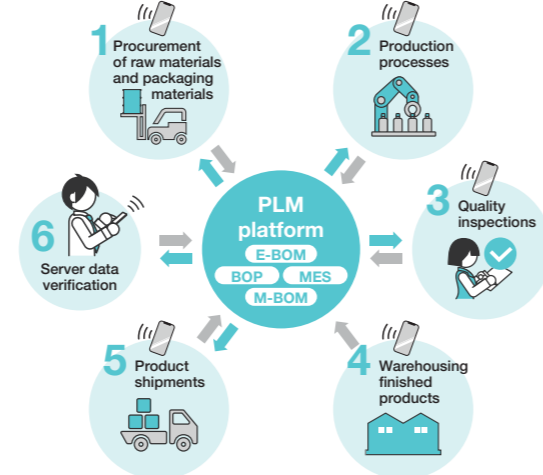 1
Procurement
of raw materials
and packaging
materials
2
Production
processes
3
Quality
inspections
PLM
platform
E-BOM
BOP
MES
M-BOM
6
Server data
verification
5
Product
shipments
4
Warehousing
finished
products